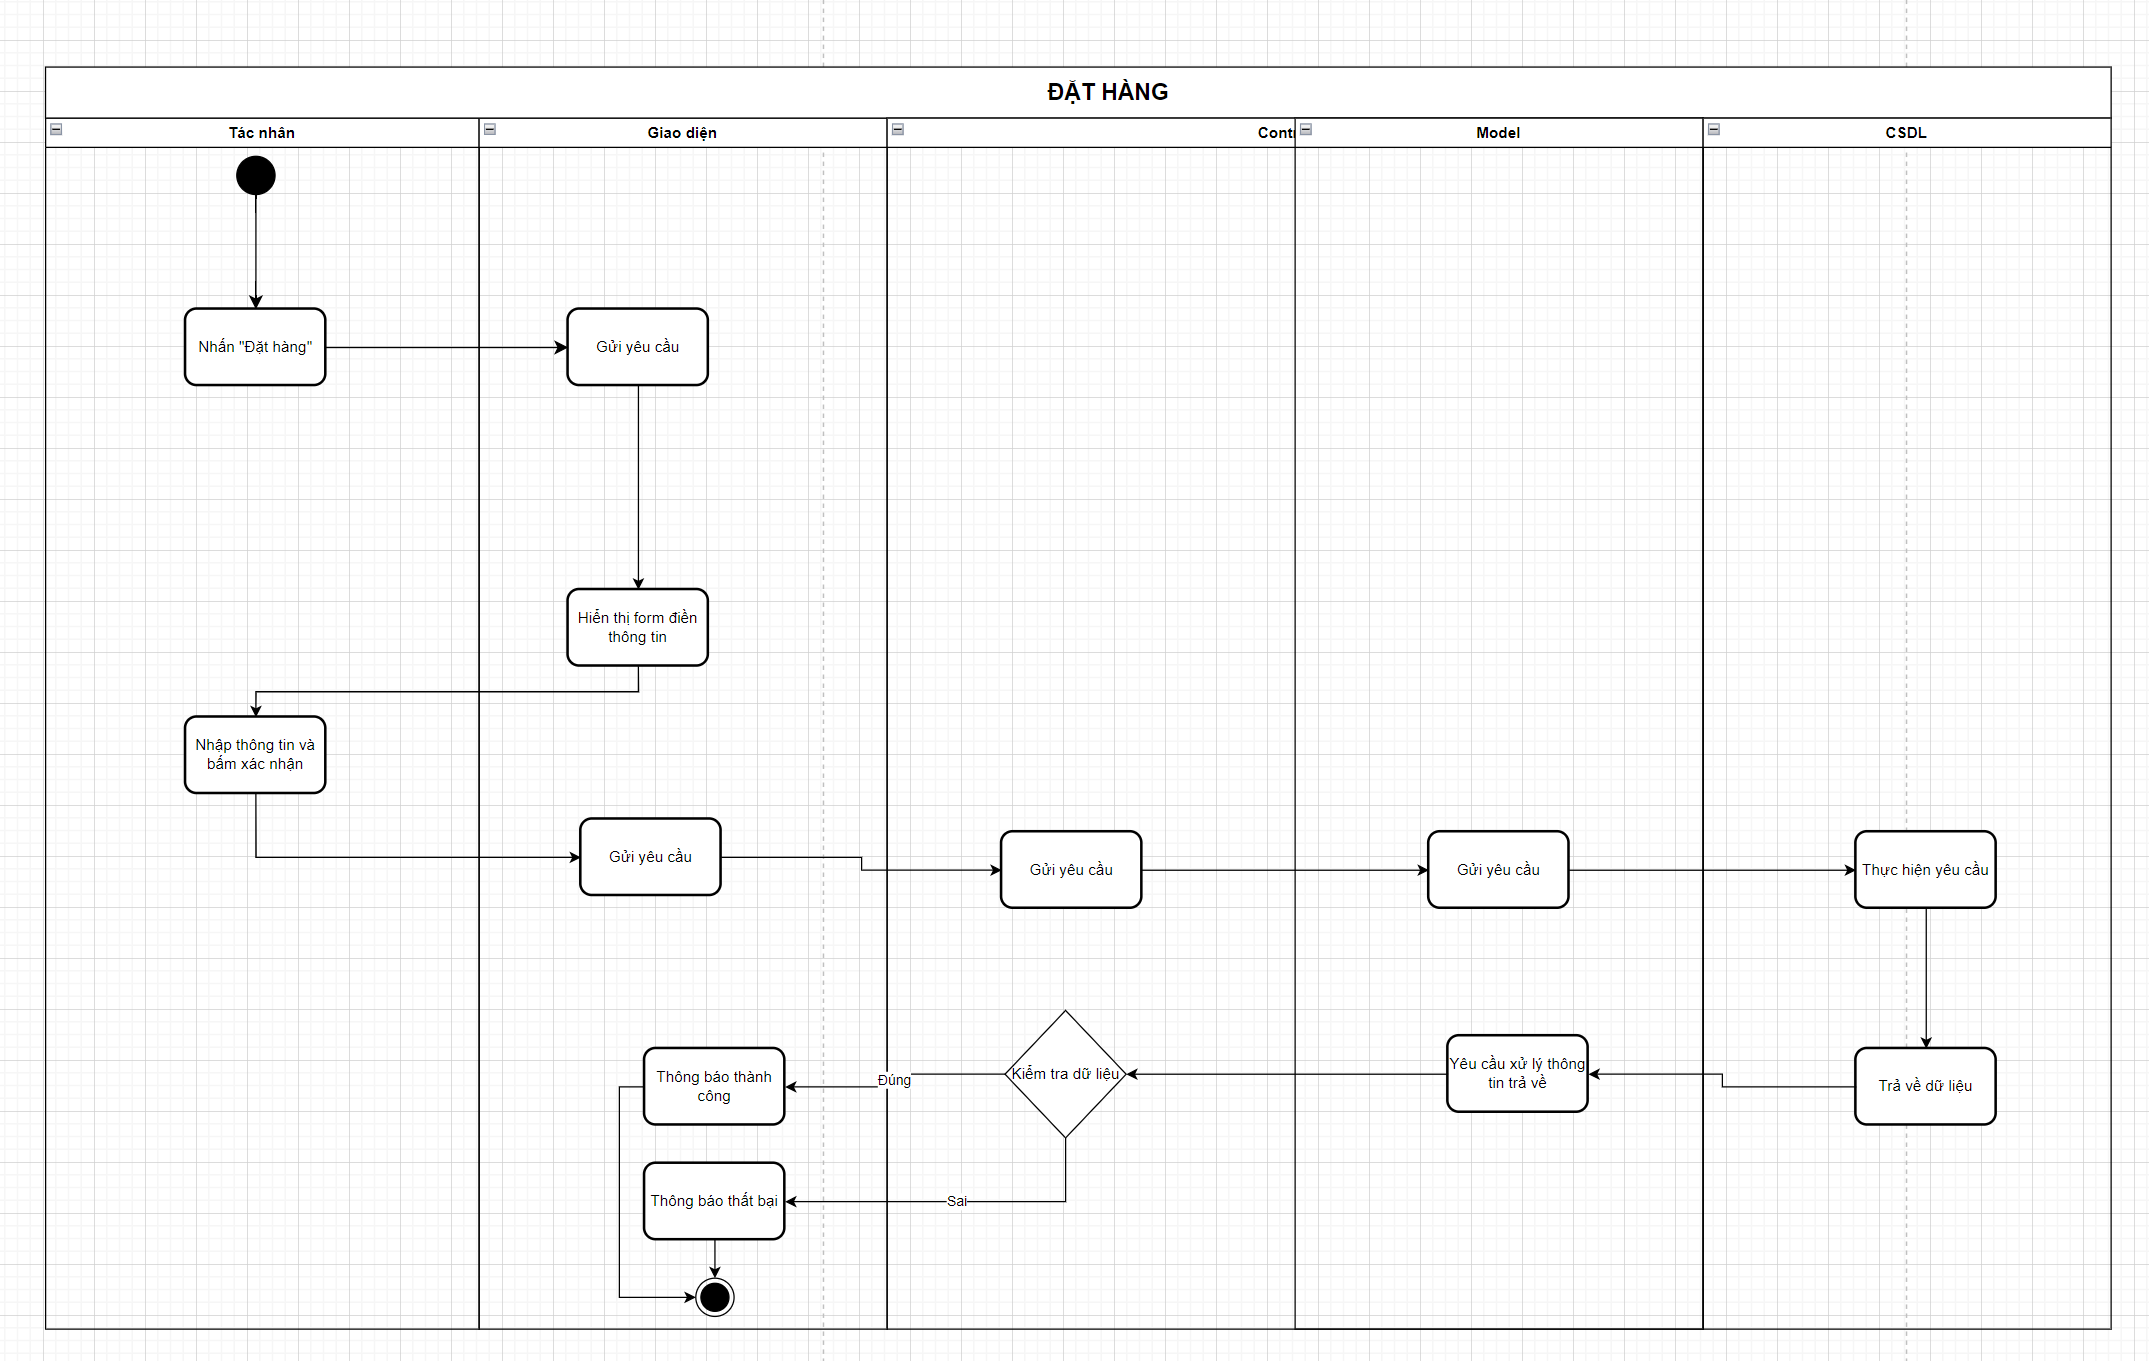 ĐẶT HÀNG
Tác nhân
Giao diện
Model
CSDL
Nhấn "Đặt hàng"
Gửi yêu cầu
Hiển thị form điền
thông tin
Nhập thông tin và
bấm xác nhận
Gửi yêu cầu
Gửi yêu cầu
Gửi yêu cầu
Thực hiện yêu cầu
Thông báo thành
công
Đúng
Kiểm tra dữ liệu
Yêu cầu xử lý thông
tin trả về
Trả về dữ liệu
Thông báo thất bại
Sai